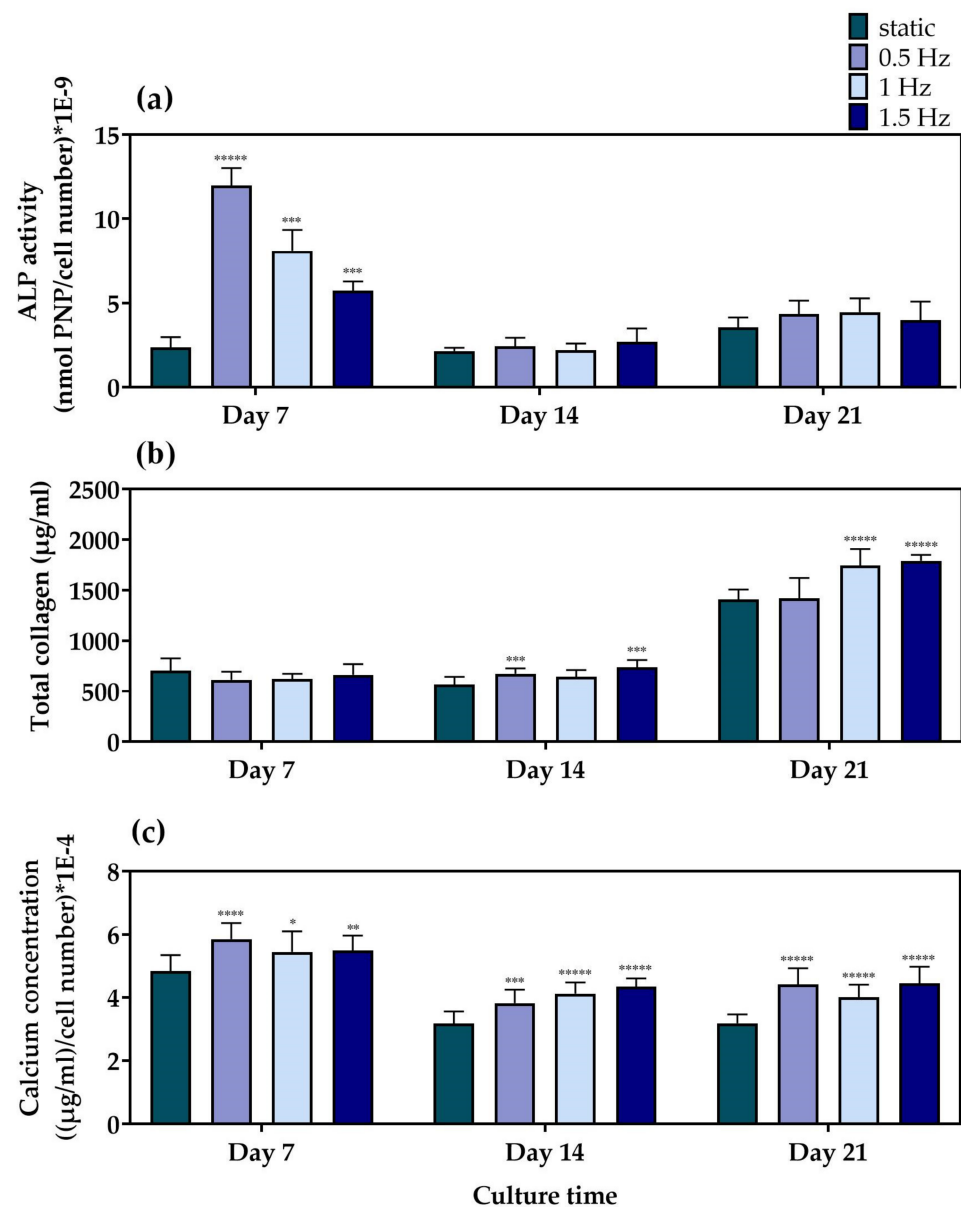 static
0.5 Hz
1 Hz
1.5 Hz
(a)
ALP activity
(nmol PNP/cell number)*1E-9
15
10
5
0
***** *** ***
Day 7 Day 14 Day 21
(b)
Total collagen (µg/ml)
2500
2000
1500
1000
500
0
*** *** ***** *****
Day 7 Day 14 Day 21
(c)
Calcium concentration
((µg/ml)/cell number)*1E-4
8
6
4
2
0
**** * ** *** ***** ***** ***** ***** *****
Day 7 Day 14 Day 21
Culture time